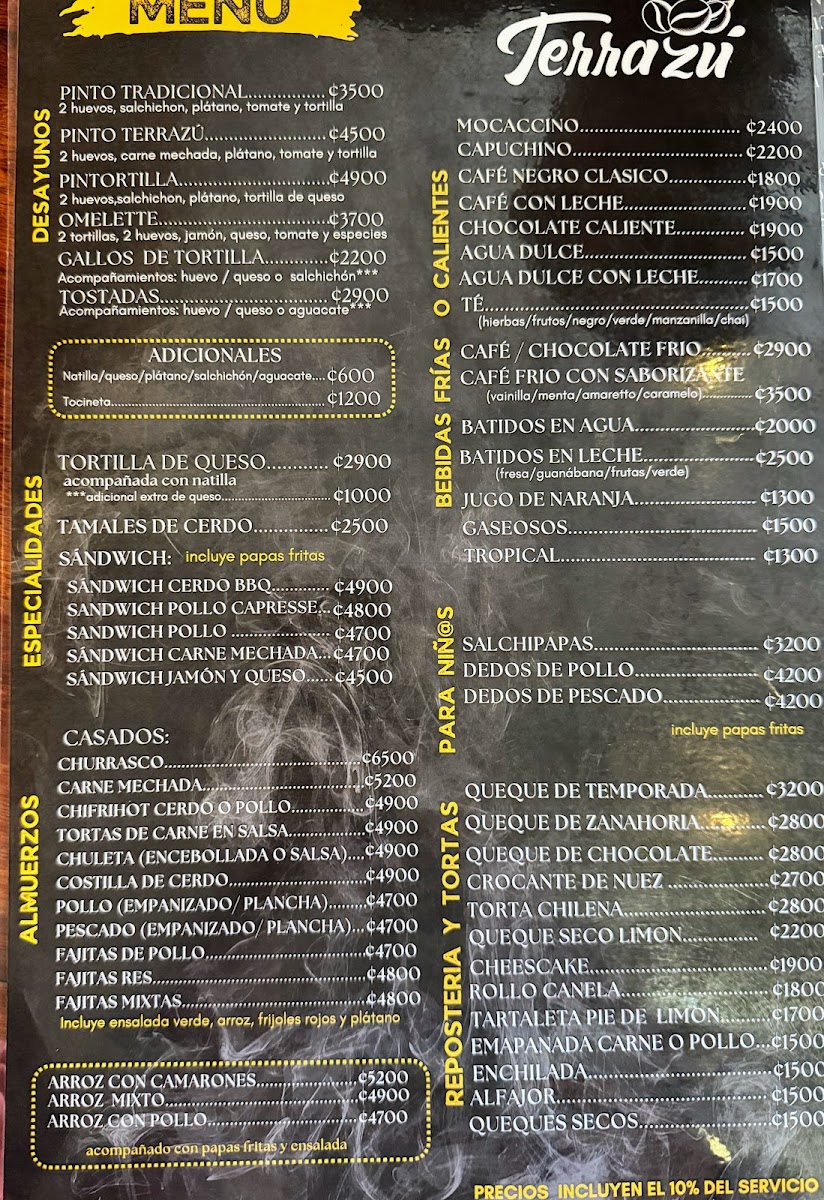 MENÚ
DESAYUNOS
PINTO TRADICIONAL...............¢3500
2 huevos, salchichon, plátano, tomate y tortilla
PINTO TERRAZÚ........................¢4500
2 huevos, carne mechada, plátano, tomate y tortilla
PINTORTILLA.............................¢4900
2 huevos,salchichon, plátano, tortilla de queso
OMELETTE................................¢3700
2 tortillas, 2 huevos, jamón, queso, tomate y especies
GALLOS DE TORTILLA............¢2200
Acompañamientos: huevo / queso o salchichón***
TOSTADAS................................¢2900
Acompañamientos: huevo / queso o aguacate***
ADICIONALES
Natilla/queso/plátano/salchichón/aguacate....¢600
Tocineta......................................................¢1200
ESPECIALIDADES
TORTILLA DE QUESO............¢2900
acompañada con natilla
***adicional extra de queso..........................¢1000
TAMALES DE CERDO.............¢2500
SÁNDWICH: incluye papas fritas
SÁNDWICH CERDO BBQ............¢4900
SANDWICH POLLO CAPRESSE...¢4800
SANDWICH POLLO ....................¢4700
SÁNDWICH CARNE MECHADA...¢4700
SÁNDWICH JAMÓN Y QUESO......¢4500
ALMUERZOS
CASADOS:
CHURRASCO.......................................¢6500
CARNE MECHADA................................¢5200
CHIFRIHOT CERDO O POLLO...............¢4900
TORTAS DE CARNE EN SALSA................¢4900
CHULETA (ENCEBOLLADA O SALSA)....¢4900
COSTILLA DE CERDO...........................¢4900
POLLO (EMPANIZADO/ PLANCHA).......¢4700
PESCADO (EMPANIZADO/ PLANCHA)...¢4700
FAJITAS DE POLLO................................¢4700
FAJITAS RES..........................................¢4800
FAJITAS MIXTAS....................................¢4800
Incluye ensalada verde, arroz, frijoles rojos y plátano
ARROZ CON CAMARONES....................¢5200
ARROZ MIXTO......................................¢4900
ARROZ CON POLLO..............................¢4700
acompañado con papas fritas y ensalada
Terrazú
BEBIDAS FRÍAS O CALIENTES
MOCACCINO................................ ¢2400
CAPUCHINO.................................. ¢2200
CAFÉ NEGRO CLASICO...............¢1800
CAFÉ CON LECHE........................¢1900
CHOCOLATE CALIENTE..............¢1900
AGUA DULCE................................¢1500
AGUA DULCE CON LECHE..........¢1700
TÉ....................................................¢1500
(hierbas/frutos/negro/verde/manzanilla/chai)
CAFÉ / CHOCOLATE FRIO..........¢2900
CAFÉ FRIO CON SABORIZANTE
(vainilla/menta/amaretto/caramelo).............¢3500
BATIDOS EN AGUA.......................¢2000
BATIDOS EN LECHE......................¢2500
(fresa/guanábana/frutas/verde)
JUGO DE NARANJA........................¢1300
GASEOSOS......................................¢1500
TROPICAL....................................... ¢1300
PARA NIÑ@S
SALCHIPAPAS................................ ¢3200
DEDOS DE POLLO......................... ¢4200
DEDOS DE PESCADO.................... ¢4200
incluye papas fritas
REPOSTERIA Y TORTAS
QUEQUE DE TEMPORADA...........¢3200
QUEQUE DE ZANAHORIA.............¢2800
QUEQUE DE CHOCOLATE..........¢2800
CROCANTE DE NUEZ ...................¢2700
TORTA CHILENA............................¢2800
QUEQUE SECO LIMON............... ¢2200
CHEESCAKE...................................¢1900
ROLLO CANELA.............................¢1800
TARTALETA PIE DE LIMON..........¢1700
EMAPANADA CARNE O POLLO...¢1500
ENCHILADA....................................¢1500
ALFAJOR..........................................¢1500
QUEQUES SECOS..........................¢1500
PRECIOS INCLUYEN EL 10% DEL SERVICIO